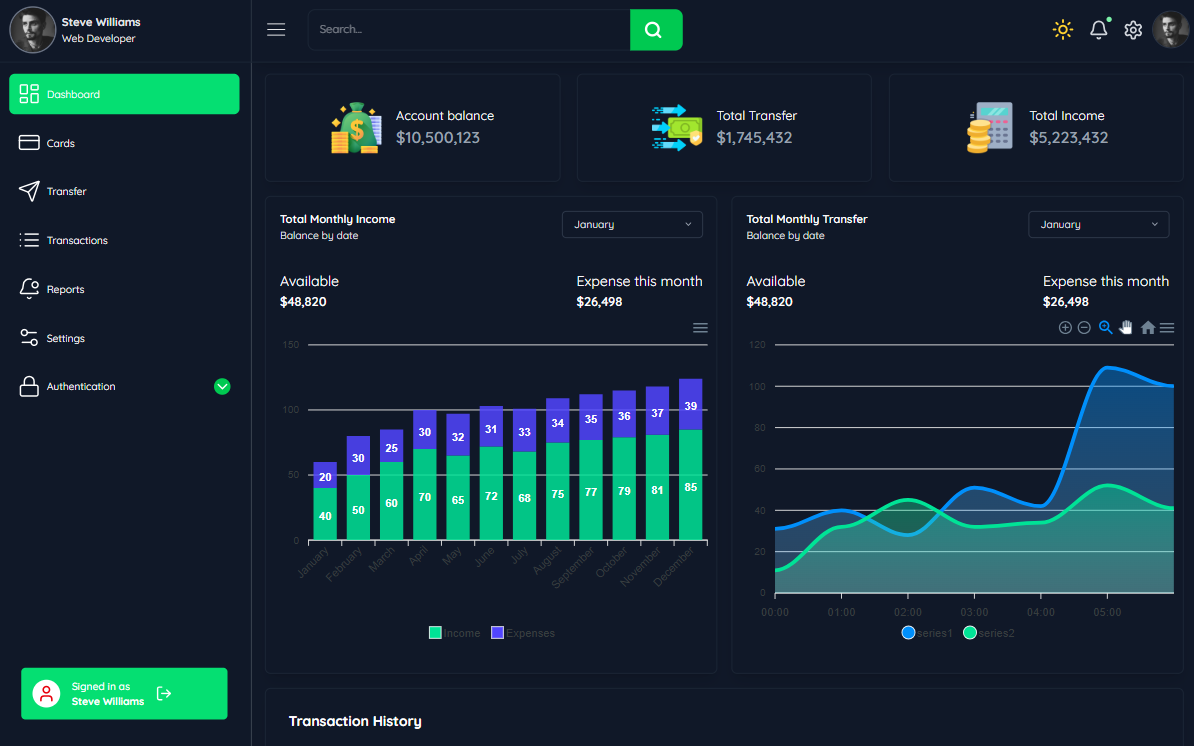 Steve Williams
Web Developer
Search...
Dashboard
Cards
Transfer
Transactions
Reports
Settings
Authentication
Signed in as
Steve Williams
Account balance
$10,500,123
Total Transfer
$1,745,432
Total Income
$5,223,432
Total Monthly Income
Balance by date
January
Available
$48,820
Expense this month
$26,498
150
100
50
0
20 30 25 30 32 31 33 34 35 36 37 39
40 50 60 70 65 72 68 75 77 79 81 85
January February March April May June July August September October November December
Income Expenses
Total Monthly Transfer
Balance by date
January
Available
$48,820
Expense this month
$26,498
120
100
80
60
40
20
0
00:00 01:00 02:00 03:00 04:00 05:00
series1 series2
Transaction History